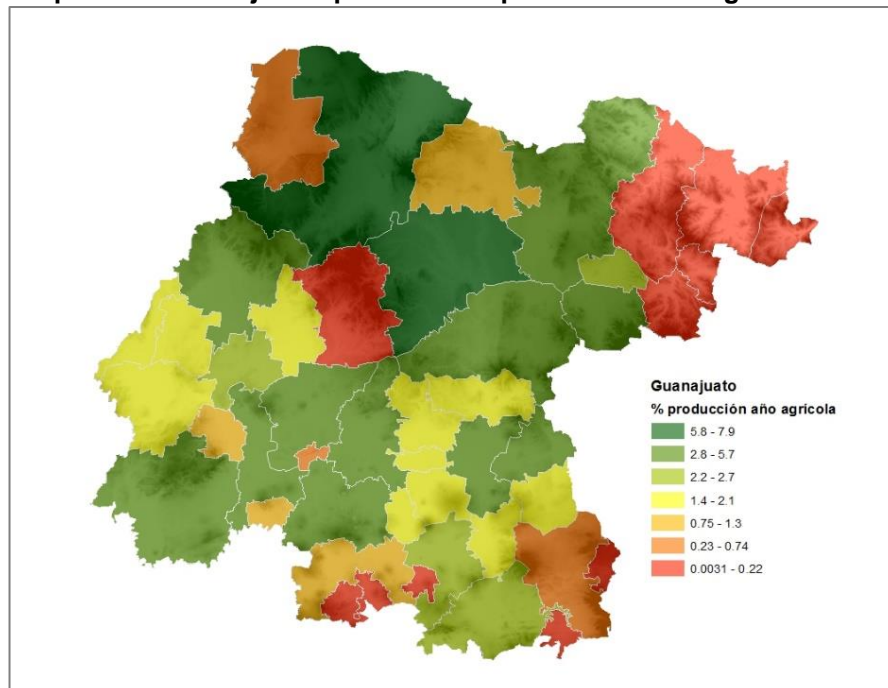 Guanajuato
% producción año agrícola
5.8 - 7.9
2.8 - 5.7
2.2 - 2.7
1.4 - 2.1
0.75 - 1.3
0.23 - 0.74
0.0031 - 0.22